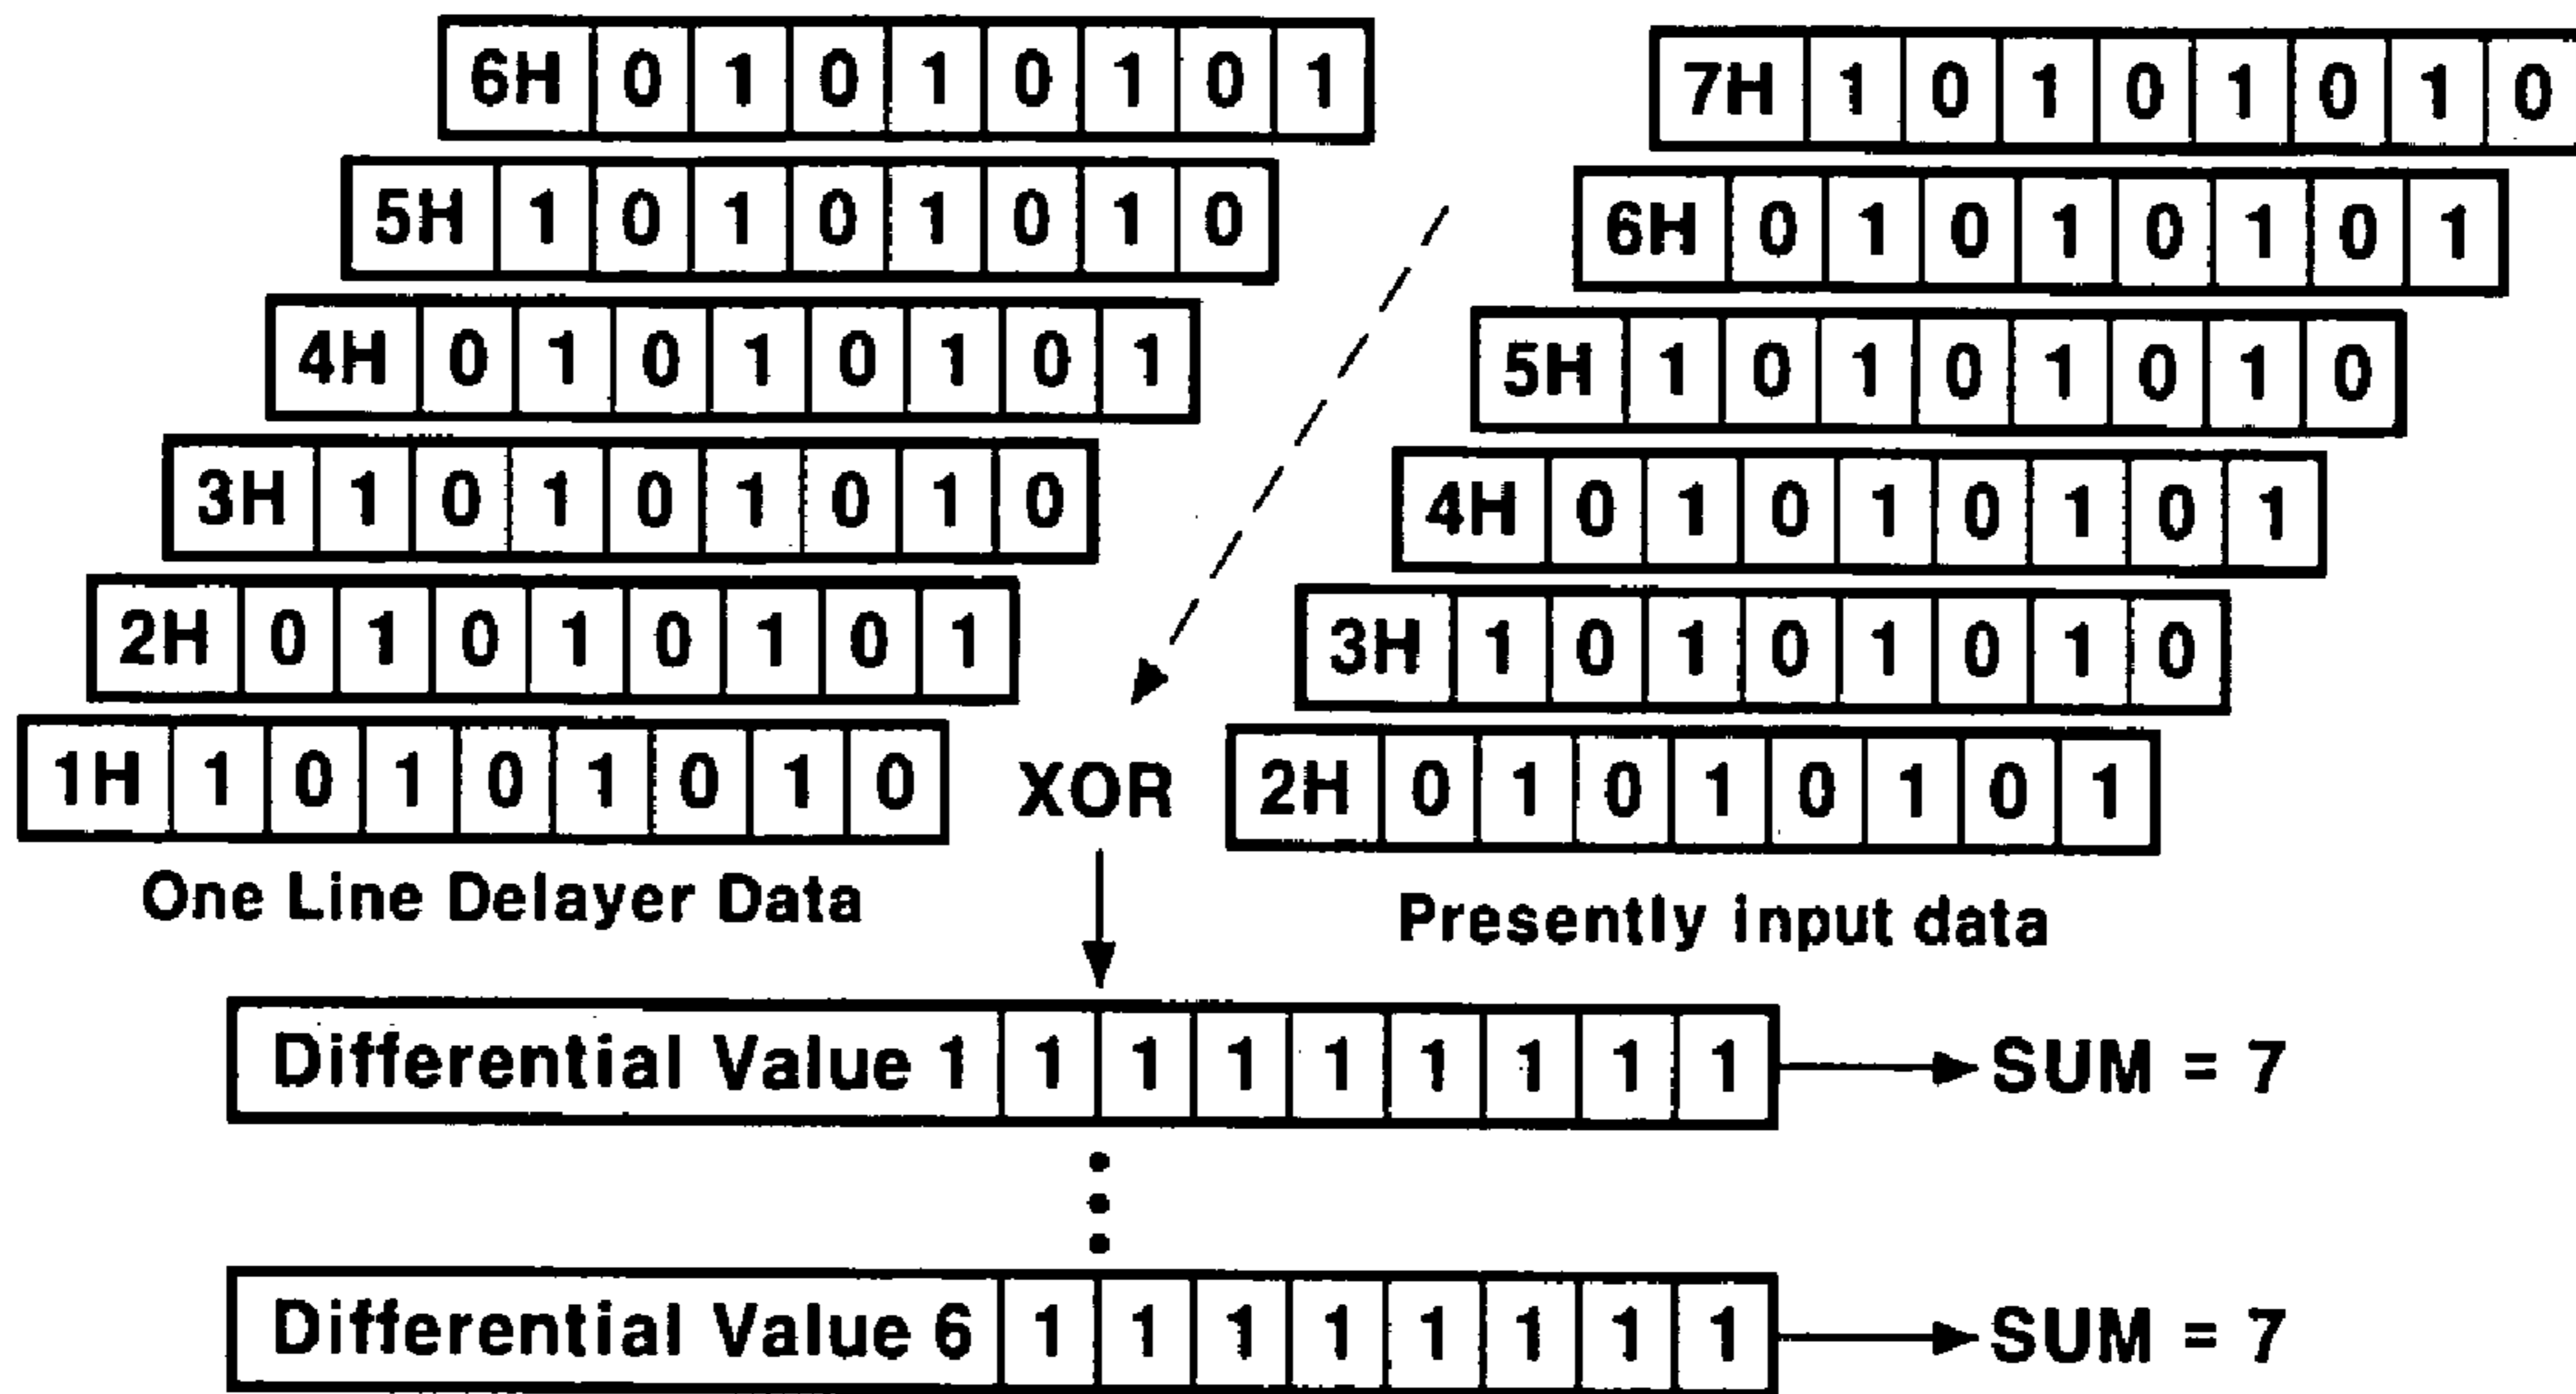 6H 0 1 0 1 0 1 0 1
5H 1 0 1 0 1 0 1 0
4H 0 1 0 1 0 1 0 1
3H 1 0 1 0 1 0 1 0
2H 0 1 0 1 0 1 0 1
1H 1 0 1 0 1 0 1 0
One Line Delayer Data
XOR
7H 1 0 1 0 1 0 1 0
6H 0 1 0 1 0 1 0 1
5H 1 0 1 0 1 0 1 0
4H 0 1 0 1 0 1 0 1
3H 1 0 1 0 1 0 1 0
2H 0 1 0 1 0 1 0 1
Presently input data
Differential Value 1 1 1 1 1 1 1 1 1 SUM = 7
Differential Value 6 1 1 1 1 1 1 1 1 SUM = 7